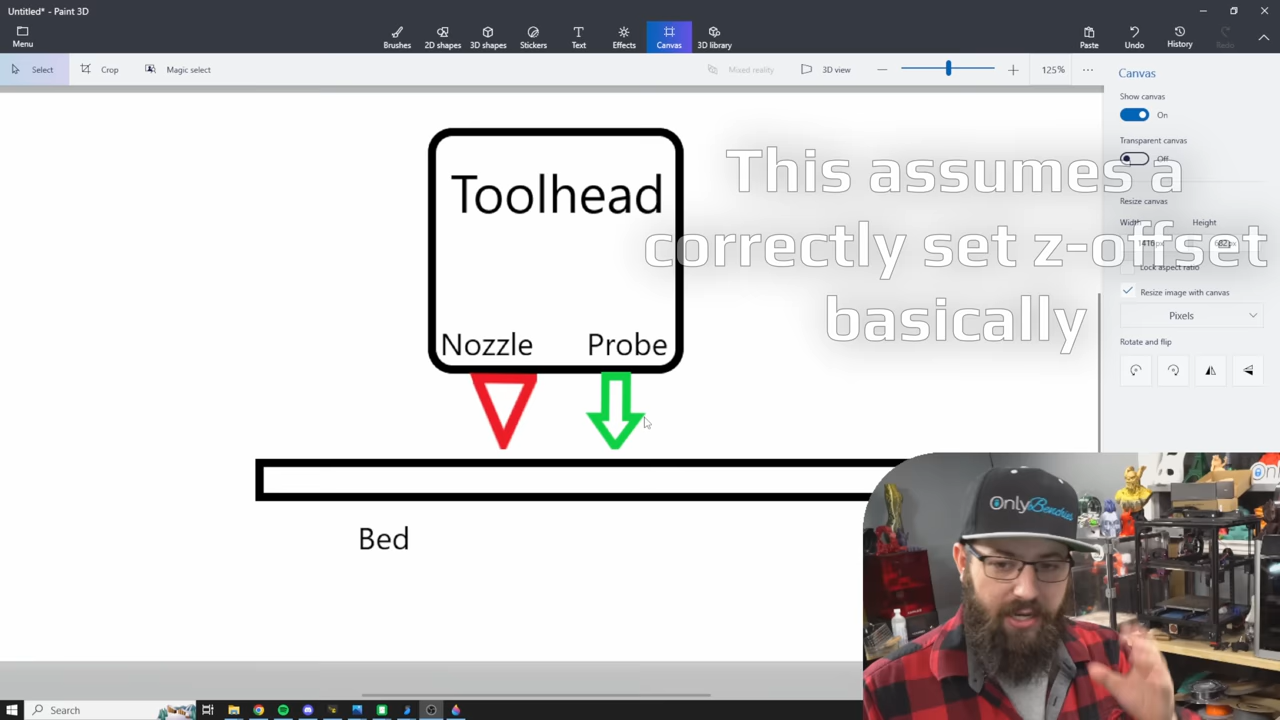 Untitled* - Paint 3D
Menu
Brushes
2D shapes
3D shapes
Stickers
Text
Effects
Canvas
3D library
Paste
Undo
History
Redo
Select
Crop
Magic select
Mixed reality
3D view
125%
Canvas
Show canvas
On
Transparent canvas
Off
Resize canvas
Width
Height
1416px
Lock aspect ratio
Resize image with canvas
Pixels
Rotate and flip
This assumes a
correctly set z-offset
basically
Toolhead
Nozzle
Probe
Bed
OnlyBenchies
Search